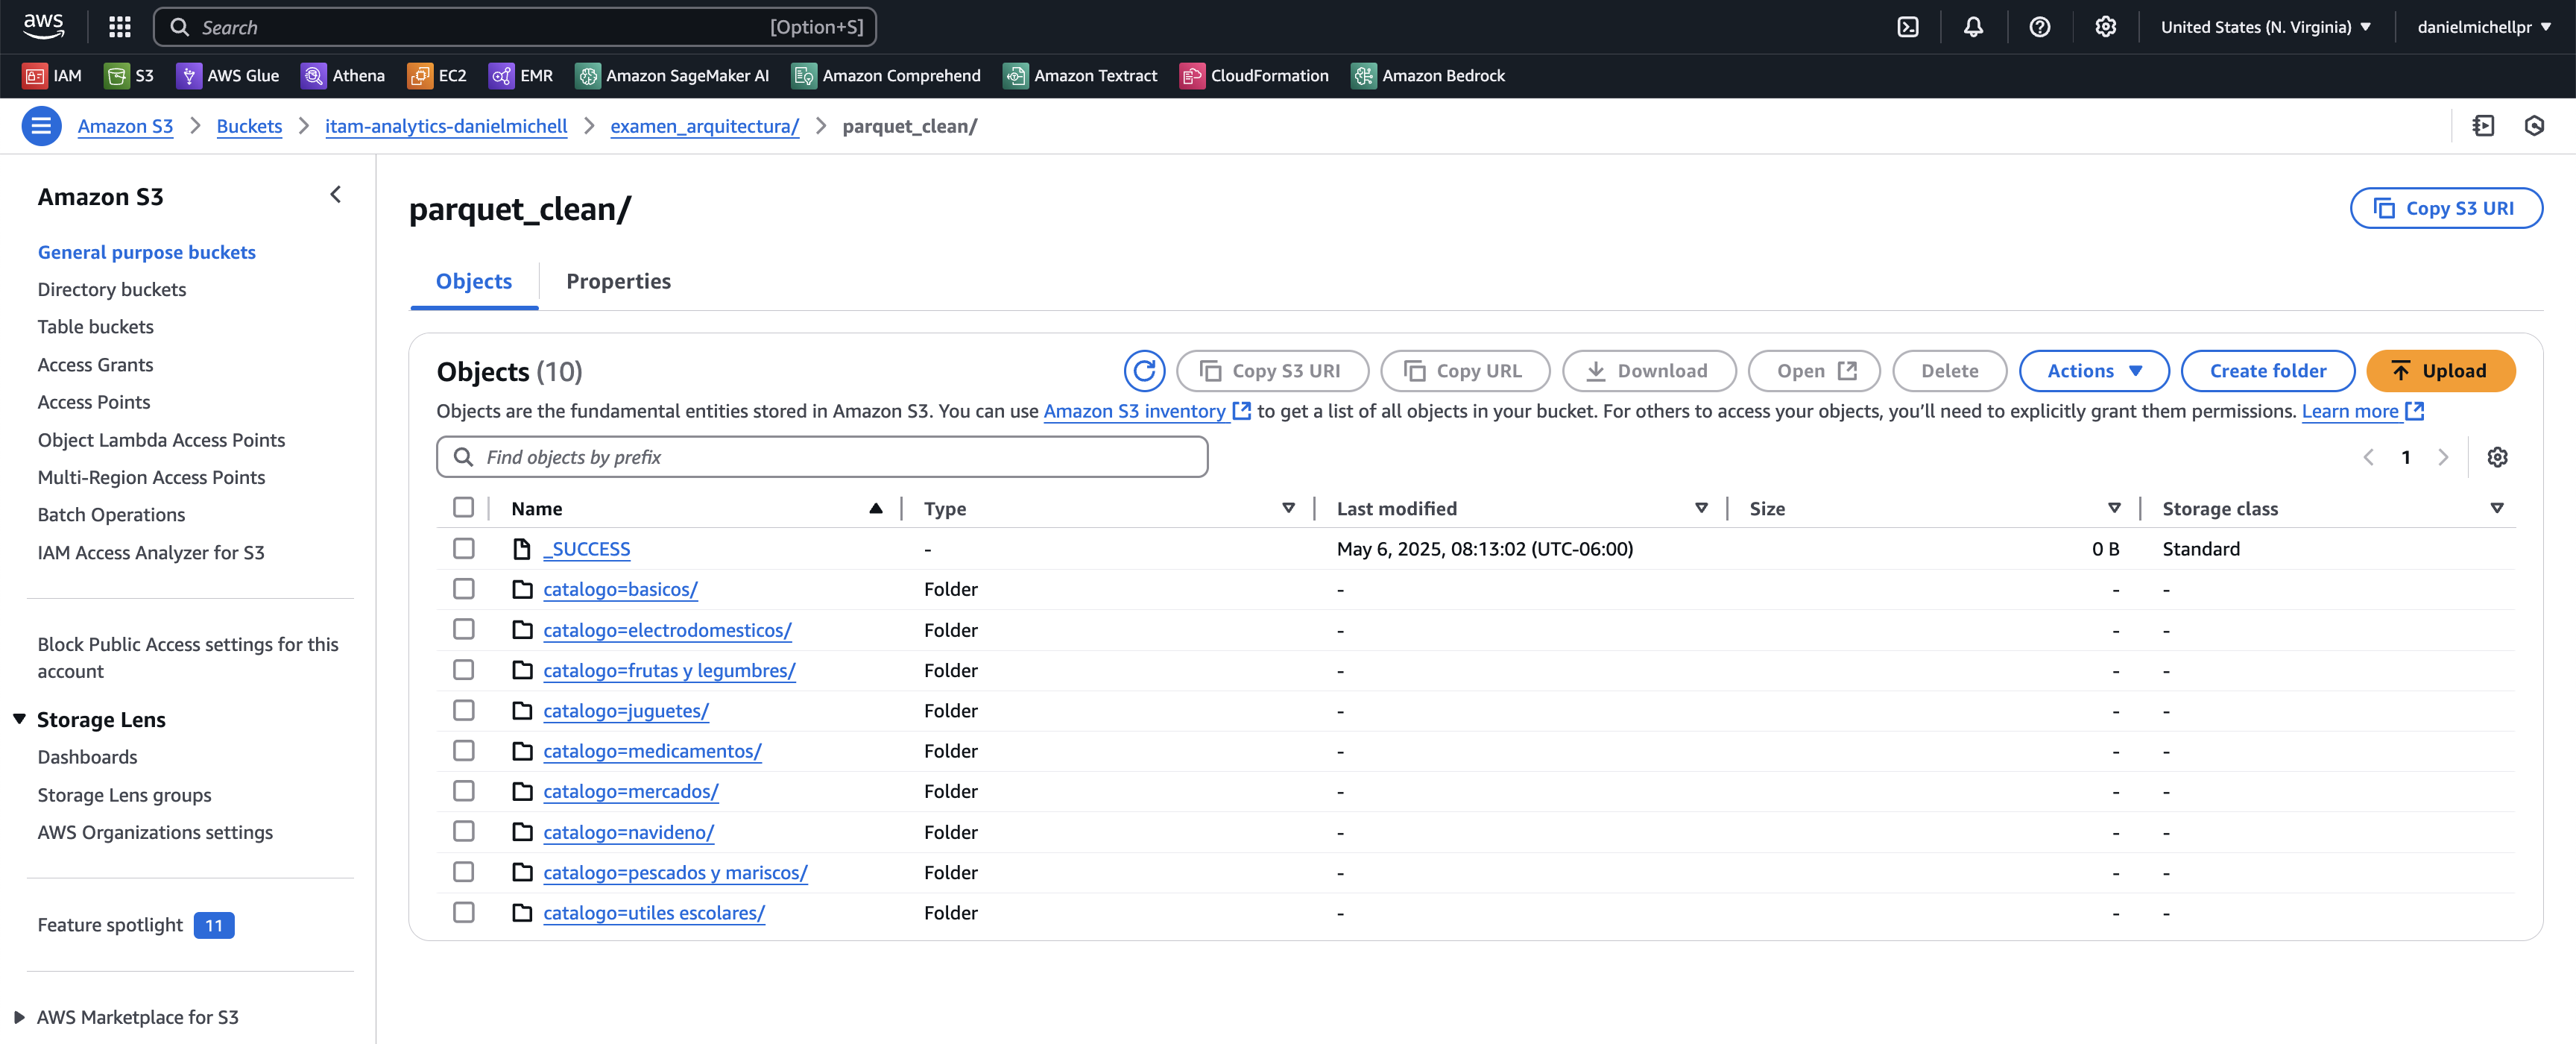 aws Search [Option+S] United States (N. Virginia) danielmichellpr
IAM S3 AWS Glue Athena EC2 EMR Amazon SageMaker AI Amazon Comprehend Amazon Textract CloudFormation Amazon Bedrock
Amazon S3 > Buckets > itam-analytics-danielmichell > examen_arquitectura/ > parquet_clean/
Amazon S3
General purpose buckets
Directory buckets
Table buckets
Access Grants
Access Points
Object Lambda Access Points
Multi-Region Access Points
Batch Operations
IAM Access Analyzer for S3
Block Public Access settings for this
account
Storage Lens
Dashboards
Storage Lens groups
AWS Organizations settings
Feature spotlight 11
AWS Marketplace for S3
parquet_clean/
Copy S3 URI
Objects Properties
Objects (10)
Copy S3 URI Copy URL Download Open Delete Actions Create folder Upload
Objects are the fundamental entities stored in Amazon S3. You can use Amazon S3 inventory to get a list of all objects in your bucket. For others to access your objects, you'll need to explicitly grant them permissions. Learn more
Find objects by prefix
1
Name Type Last modified Size Storage class
_SUCCESS - May 6, 2025, 08:13:02 (UTC-06:00) 0 B Standard
catalogo=basicos/ Folder - - -
catalogo=electrodomesticos/ Folder - - -
catalogo=frutas y legumbres/ Folder - - -
catalogo=juguetes/ Folder - - -
catalogo=medicamentos/ Folder - - -
catalogo=mercados/ Folder - - -
catalogo=navideno/ Folder - - -
catalogo=pescados y mariscos/ Folder - - -
catalogo=utiles escolares/ Folder - - -